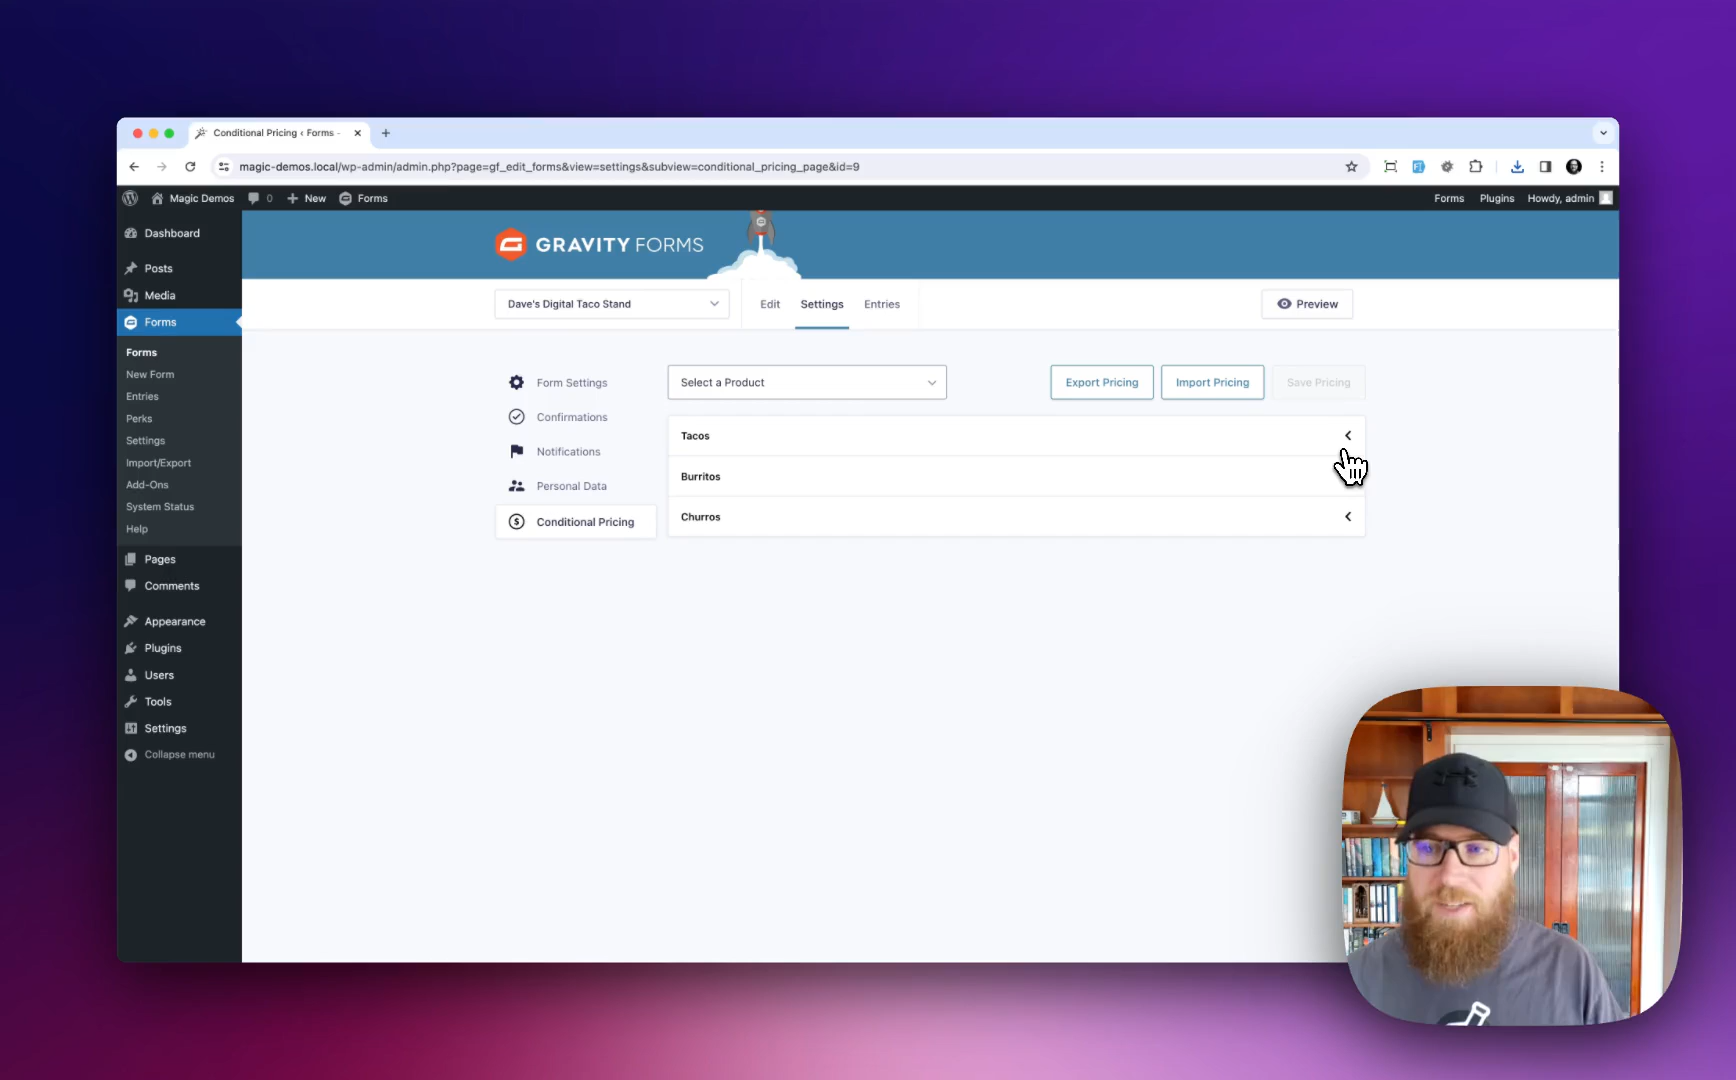 Conditional Pricing ‹ Forms -
magic-demos.local/wp-admin/admin.php?page=gf_edit_forms&view=settings&subview=conditional_pricing_page&id=9
Magic Demos 0 New Forms Forms Plugins Howdy, admin
Dashboard
Posts
Media
Forms
Forms
New Form
Entries
Perks
Settings
Import/Export
Add-Ons
System Status
Help
Pages
Comments
Appearance
Plugins
Users
Tools
Settings
Collapse menu
GRAVITY FORMS
Dave's Digital Taco Stand Edit Settings Entries Preview
Form Settings
Confirmations
Notifications
Personal Data
Conditional Pricing
Select a Product Export Pricing Import Pricing Save Pricing
Tacos
Burritos
Churros